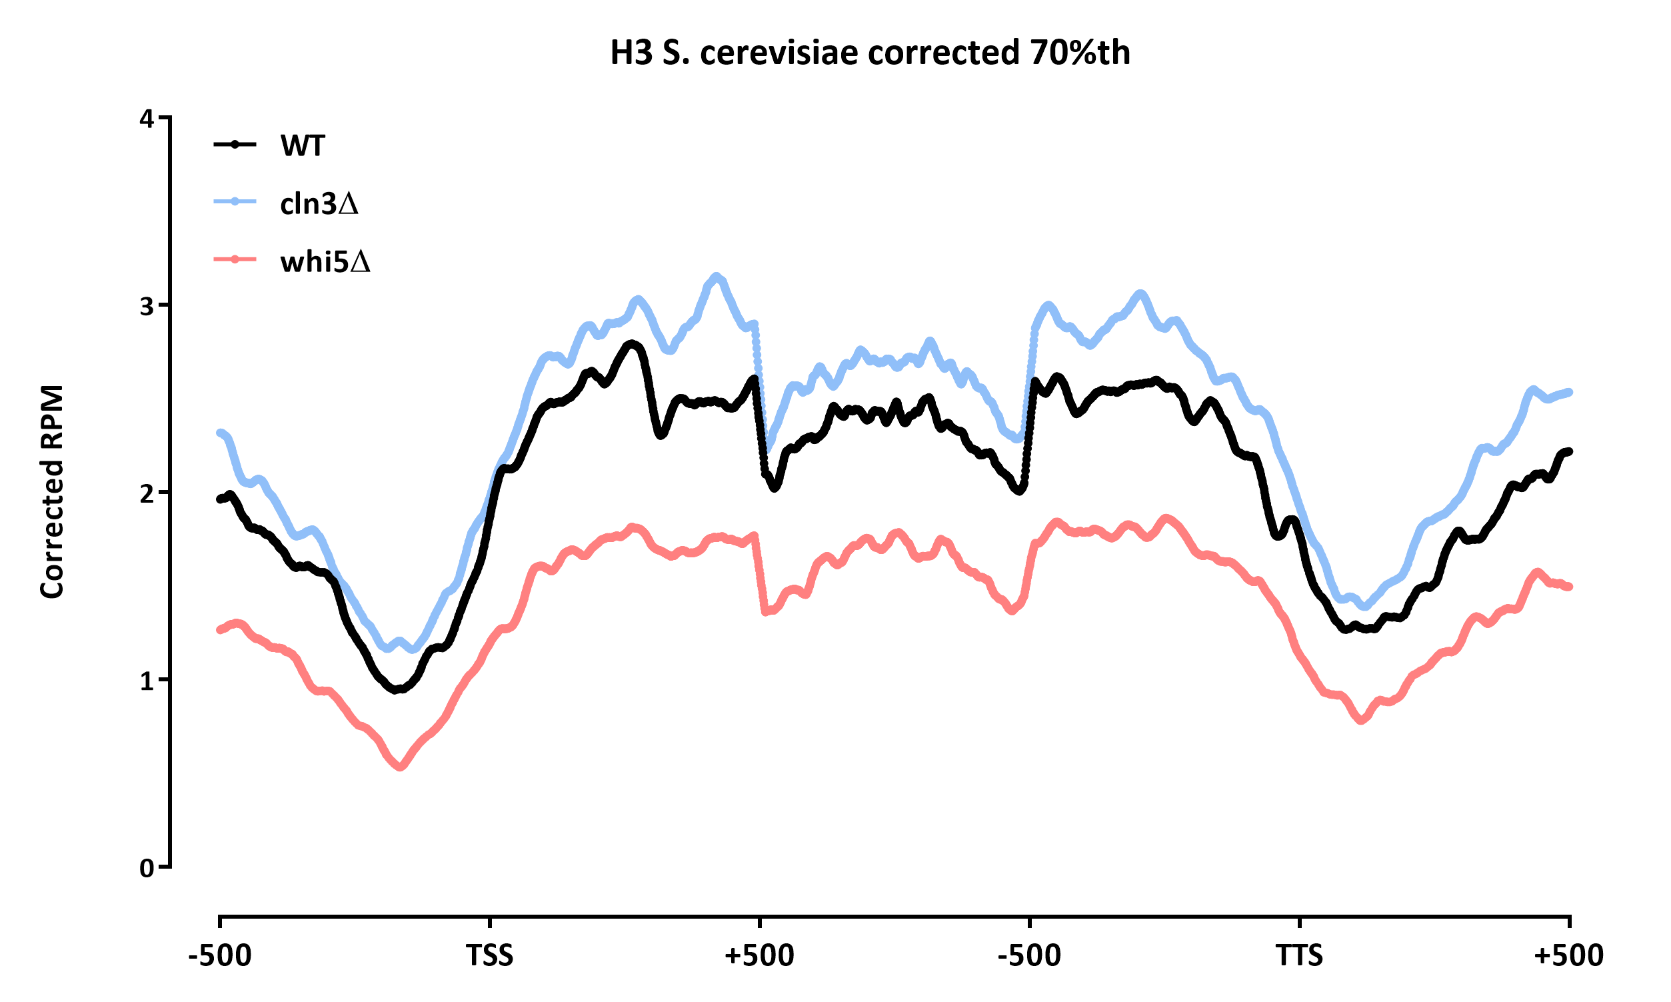 H3 S. cerevisiae corrected 70%th
4
WT
cln3Δ
whi5Δ
3
Corrected RPM
2
1
0
-500 TSS +500 -500 TTS +500